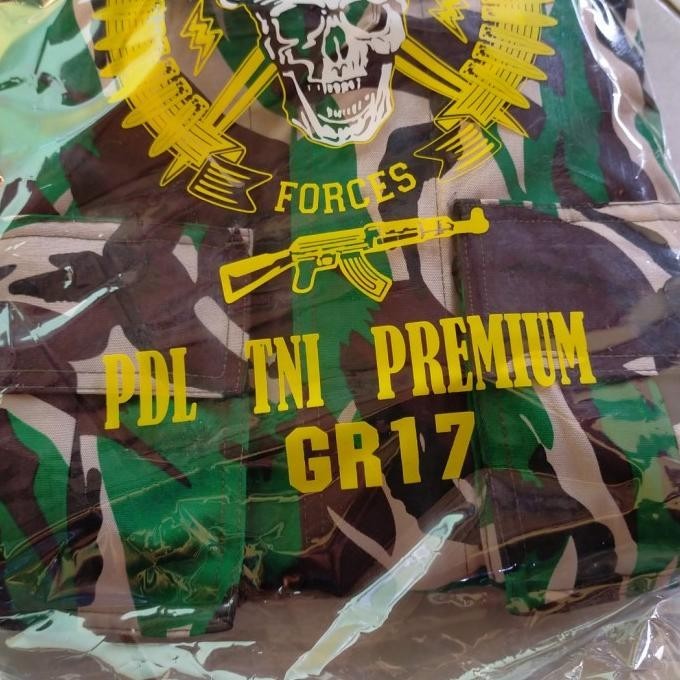 FORCES
PDL TNI PREMIUM
GR17